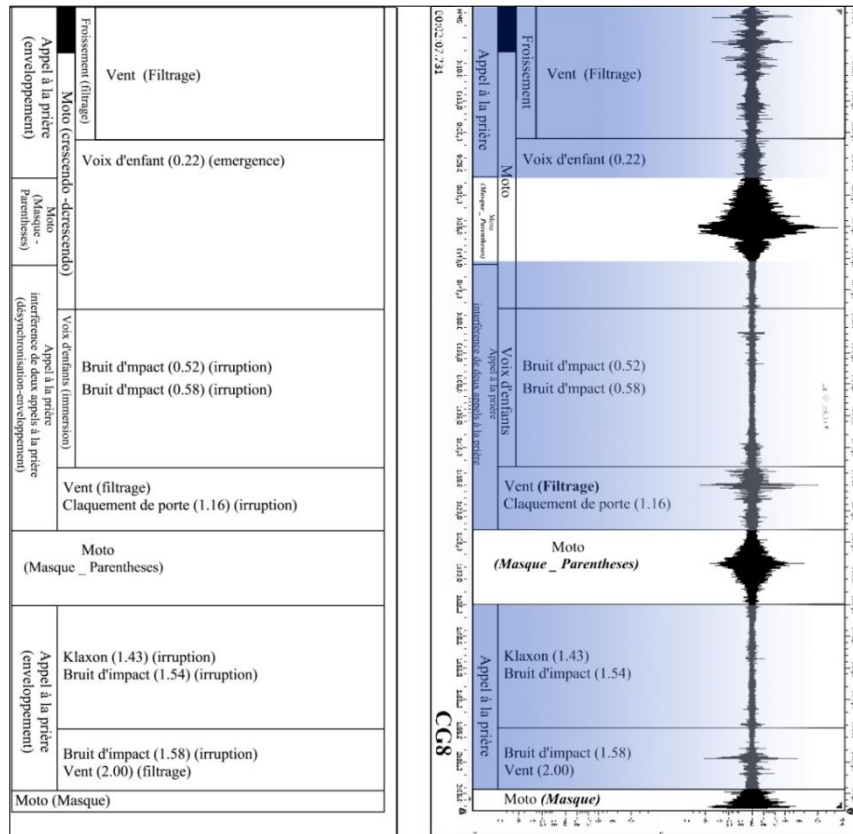 Appel à la prière
(enveloppement)
Froissement (filtrage)
Vent (Filtrage)
Moto (crescendo -dcrescendo)
Voix d'enfant (0.22) (emergence)
Moto
(Masque -
Parentheses)
Appel à la prière
interférence de deux appels à la prière
(désynchronisation-enveloppement)
Voix d'enfants (immersion)
Bruit d'mpact (0.52) (irruption)
Bruit d'mpact (0.58) (irruption)
Vent (filtrage)
Claquement de porte (1.16) (irruption)
Moto
(Masque _ Parentheses)
Appel à la prière
(enveloppement)
Klaxon (1.43) (irruption)
Bruit d'impact (1.54) (irruption)
Bruit d'impact (1.58) (irruption)
Vent (2.00) (filtrage)
Moto (Masque)
00:02:07.731
CG8
Appel à la prière
Froissement
Vent (Filtrage)
Moto
Voix d'enfant (0.22)
Moto
(Masque _ Parentheses)
Appel à la prière
interférence de deux appels à la prière
Voix d'enfants
Bruit d'mpact (0.52)
Bruit d'mpact (0.58)
Vent (Filtrage)
Claquement de porte (1.16)
Moto
(Masque _ Parentheses)
Appel à la prière
Klaxon (1.43)
Bruit d'impact (1.54)
Bruit d'impact (1.58)
Vent (2.00)
Moto (Masque)